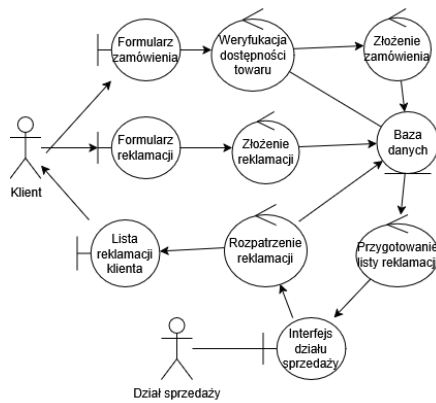 Formularz
zamówienia
Weryfukacja
dostępności
towaru
Złożenie
zamówienia
Klient
Formularz
reklamacji
Złożenie
reklamacji
Baza
danych
Lista
reklamacji
klienta
Rozpatrzenie
reklamacji
Przygotowanie
listy reklamacji
Interfejs
działu
sprzedaży
Dział sprzedaży